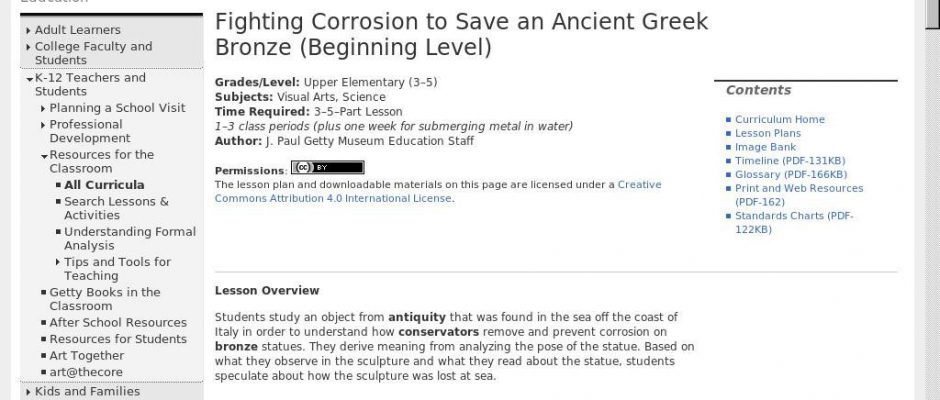 Education
Adult Learners
College Faculty and
Students
K-12 Teachers and
Students
Planning a School Visit
Professional
Development
Resources for the
Classroom
All Curricula
Search Lessons &
Activities
Understanding Formal
Analysis
Tips and Tools for
Teaching
Getty Books in the
Classroom
After School Resources
Resources for Students
Art Together
art@thecore
Kids and Families
Fighting Corrosion to Save an Ancient Greek
Bronze (Beginning Level)
Grades/Level: Upper Elementary (3–5)
Subjects: Visual Arts, Science
Time Required: 3–5–Part Lesson
1–3 class periods (plus one week for submerging metal in water)
Author: J. Paul Getty Museum Education Staff
Permissions: cc BY
The lesson plan and downloadable materials on this page are licensed under a Creative
Commons Attribution 4.0 International License.
Lesson Overview
Students study an object from antiquity that was found in the sea off the coast of
Italy in order to understand how conservators remove and prevent corrosion on
bronze statues. They derive meaning from analyzing the pose of the statue. Based on
what they observe in the sculpture and what they read about the statue, students
speculate about how the sculpture was lost at sea.
Contents
Curriculum Home
Lesson Plans
Image Bank
Timeline (PDF-131KB)
Glossary (PDF-166KB)
Print and Web Resources
(PDF-162)
Standards Charts (PDF-
122KB)